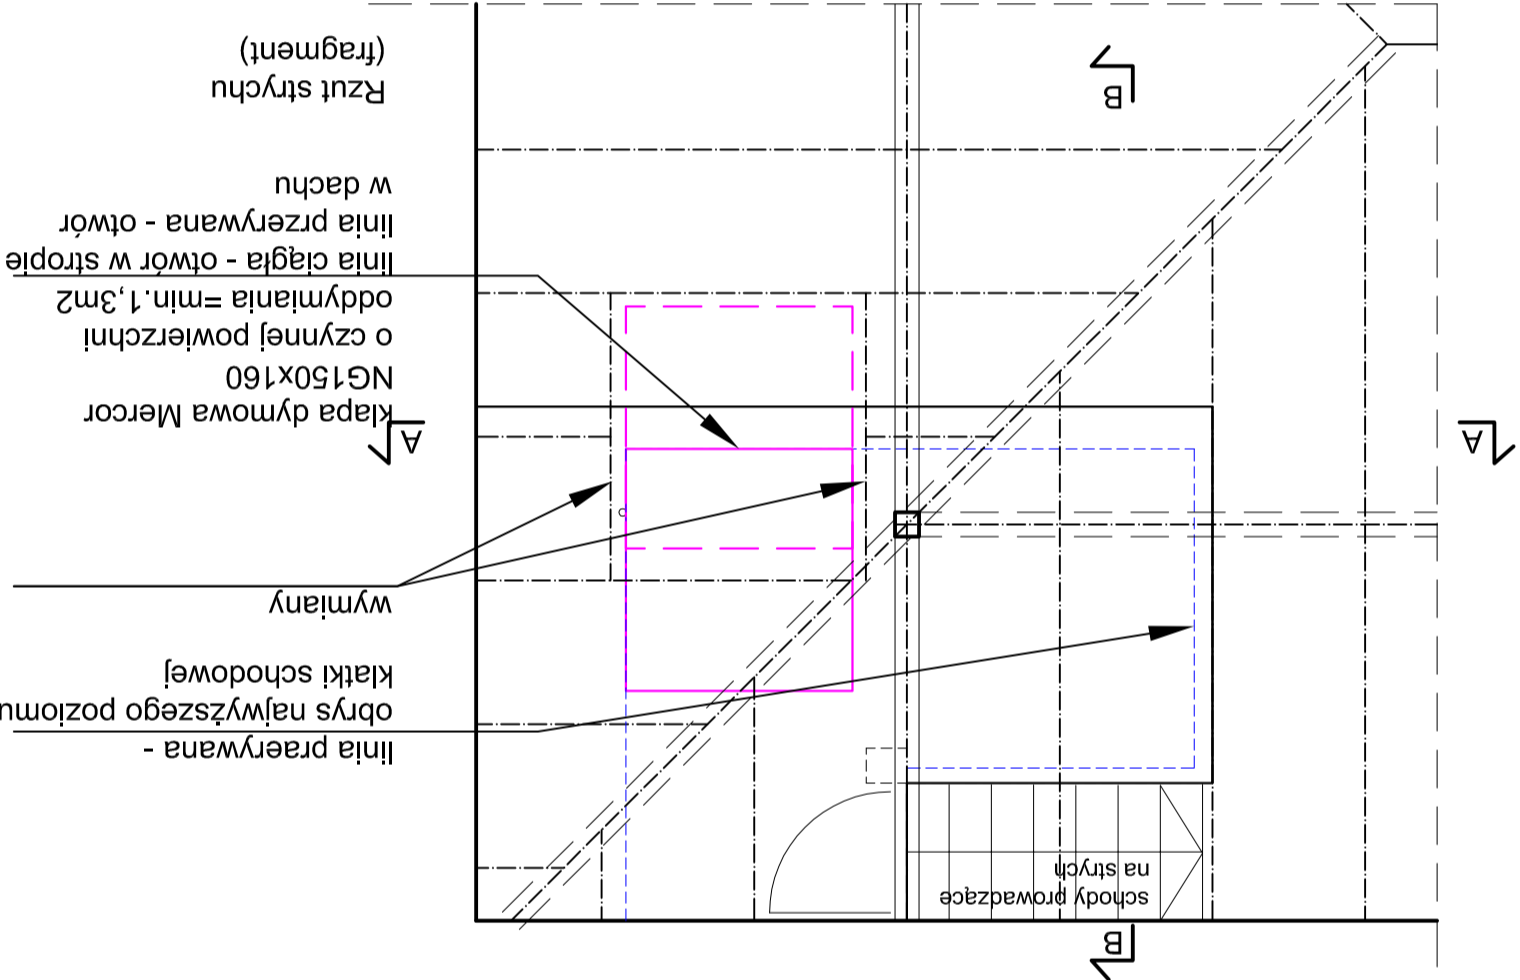 B
schody prowadzące
na strych
linia praerywana -
obrys najwyższego poziomu
klatki schodowej
wymiany
A
A
klapa dymowa Mercor
NG150x160
o czynnej powierzchni
oddymiania =min.1,3m2
linia ciągła - otwór w stropie
linia przerywana - otwór
w dachu
B
Rzut strychu
(fragment)